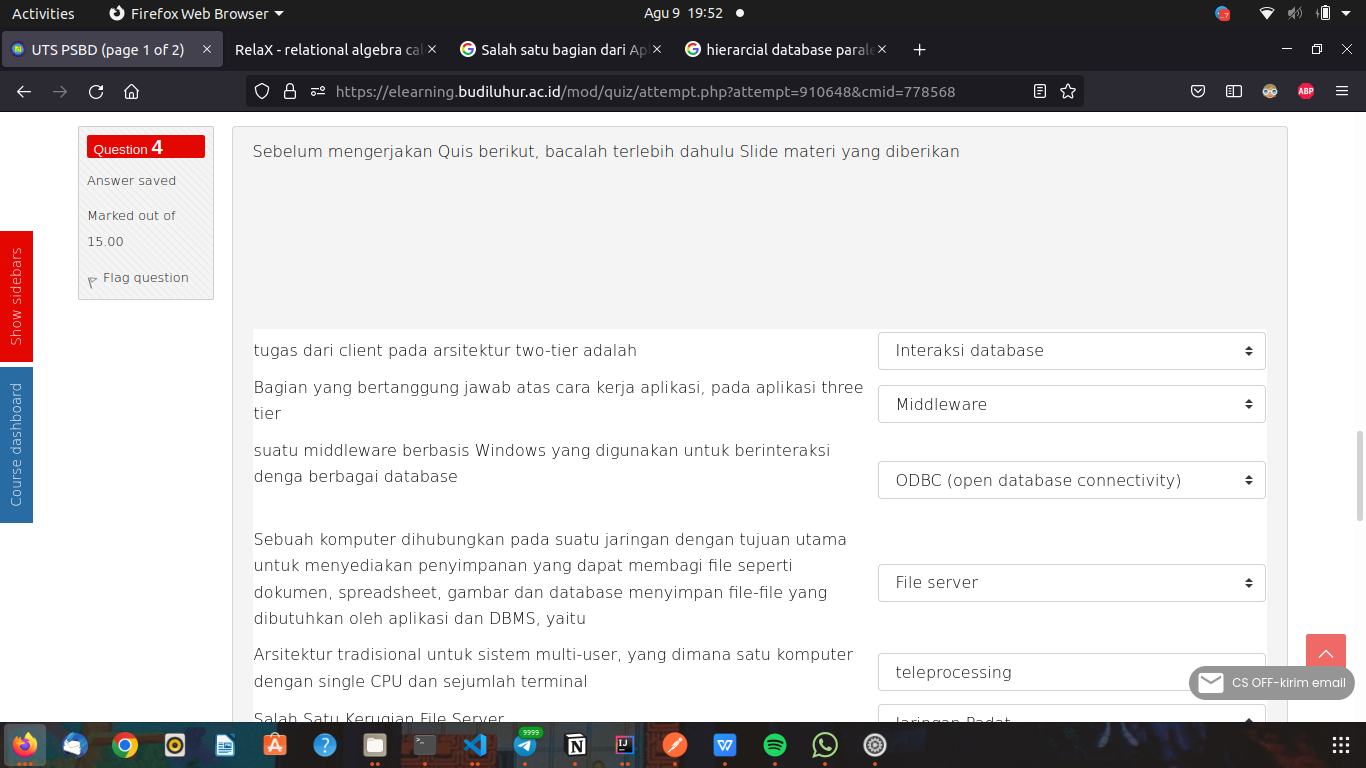 Activities
Firefox Web Browser
Agu 9 19:52
UTS PSBD (page 1 of 2)
RelaX - relational algebra cal
Salah satu bagian dari Ap
hierarcial database parale
https://elearning.budiluhur.ac.id/mod/quiz/attempt.php?attempt=910648&cmid=778568
ABP
Question 4
Answer saved
Marked out of
15.00
Flag question
Show sidebars
Course dashboard
Sebelum mengerjakan Quis berikut, bacalah terlebih dahulu Slide materi yang diberikan
tugas dari client pada arsitektur two-tier adalah
Interaksi database
Bagian yang bertanggung jawab atas cara kerja aplikasi, pada aplikasi three
tier
Middleware
suatu middleware berbasis Windows yang digunakan untuk berinteraksi
denga berbagai database
ODBC (open database connectivity)
Sebuah komputer dihubungkan pada suatu jaringan dengan tujuan utama
untuk menyediakan penyimpanan yang dapat membagi file seperti
dokumen, spreadsheet, gambar dan database menyimpan file-file yang
dibutuhkan oleh aplikasi dan DBMS, yaitu
File server
Arsitektur tradisional untuk sistem multi-user, yang dimana satu komputer
dengan single CPU dan sejumlah terminal
teleprocessing
CS OFF-kirim email
Salah Satu Kerugian File Server
Jaringan Padat
9999